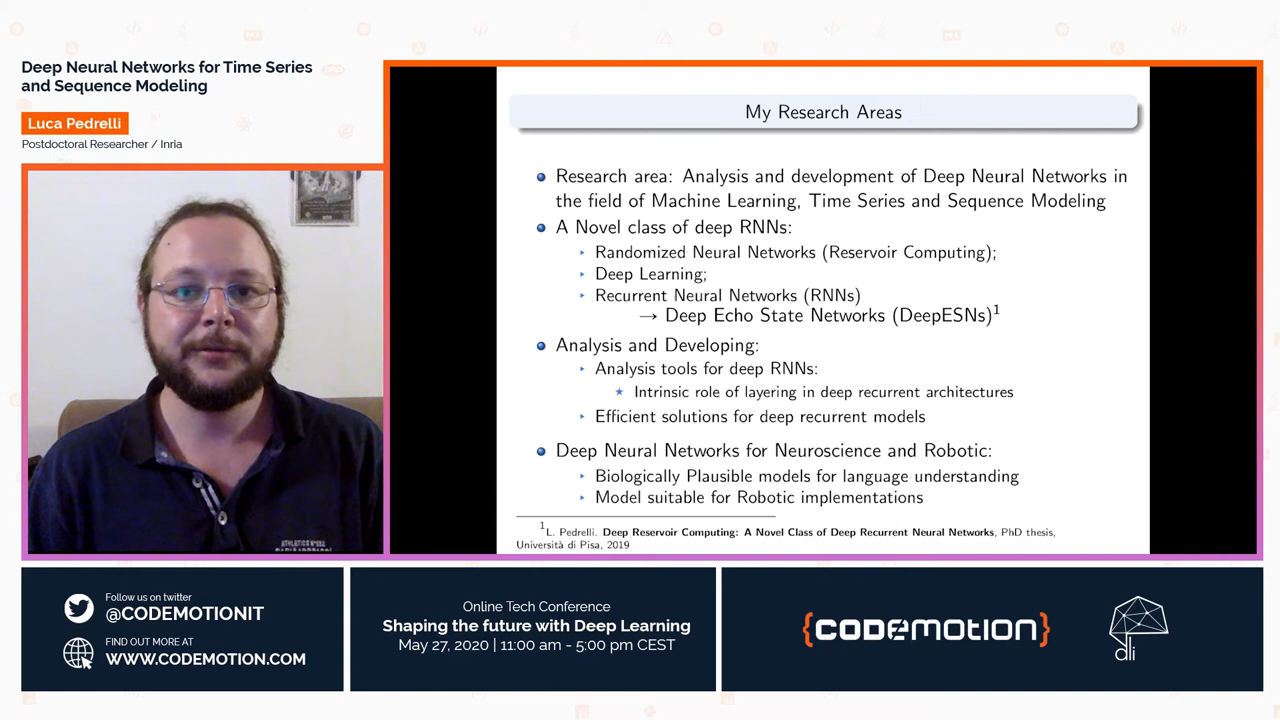 Deep Neural Networks for Time Series
and Sequence Modeling
Luca Pedrelli
Postdoctoral Researcher / Inria
My Research Areas
Research area: Analysis and development of Deep Neural Networks in
the field of Machine Learning, Time Series and Sequence Modeling
A Novel class of deep RNNs:
Randomized Neural Networks (Reservoir Computing);
Deep Learning;
Recurrent Neural Networks (RNNs)
→ Deep Echo State Networks (DeepESNs)1
Analysis and Developing:
Analysis tools for deep RNNs:
Intrinsic role of layering in deep recurrent architectures
Efficient solutions for deep recurrent models
Deep Neural Networks for Neuroscience and Robotic:
Biologically Plausible models for language understanding
Model suitable for Robotic implementations
1L. Pedrelli. Deep Reservoir Computing: A Novel Class of Deep Recurrent Neural Networks, PhD thesis,
Università di Pisa, 2019
Follow us on twitter
@CODEMOTIONIT
FIND OUT MORE AT
WWW.CODEMOTION.COM
Online Tech Conference
Shaping the future with Deep Learning
May 27, 2020 | 11:00 am - 5:00 pm CEST
{CODEMOTION}
dli